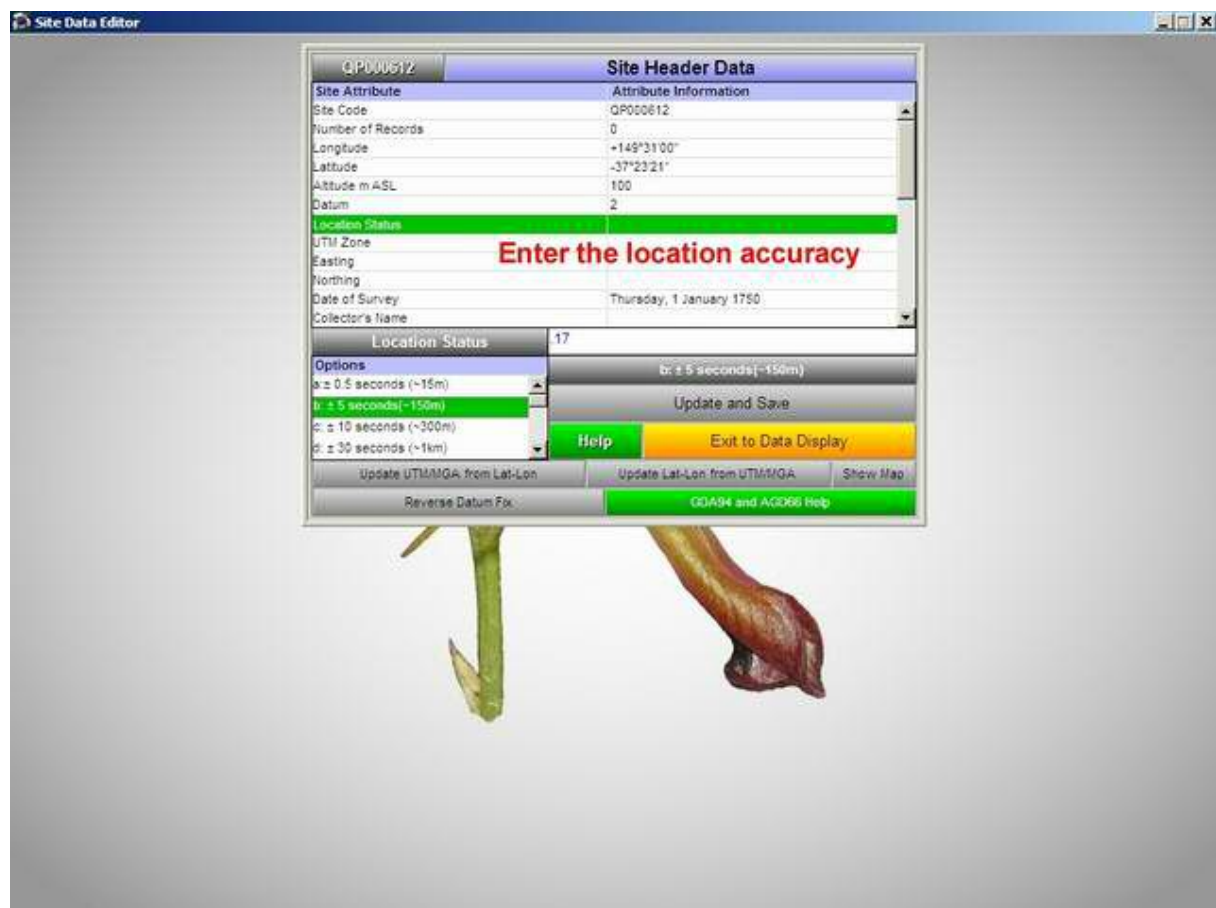 Site Data Editor
QP000612 Site Header Data
Site Attribute Attribute Information
Site Code QP000612
Number of Records 0
Longitude +149°31'00"
Latitude -37°23'21"
Altitude m ASL 100
Datum 2
Location Status
UTM Zone
Enter the location accuracy
Easting
Northing
Date of Survey Thursday, 1 January 1750
Collector's Name
Location Status .17
Options
b: ± 5 seconds(~150m)
a:± 0.5 seconds (~15m)
b: ± 5 seconds(~150m)
Update and Save
c: ± 10 seconds (~300m)
d: ± 30 seconds (~1km)
Help Exit to Data Display
Update UTM/MGA from Lat-Lon Update Lat-Lon from UTM/MGA Show Map
Reverse Datum Fix GDA94 and AGD66 Help